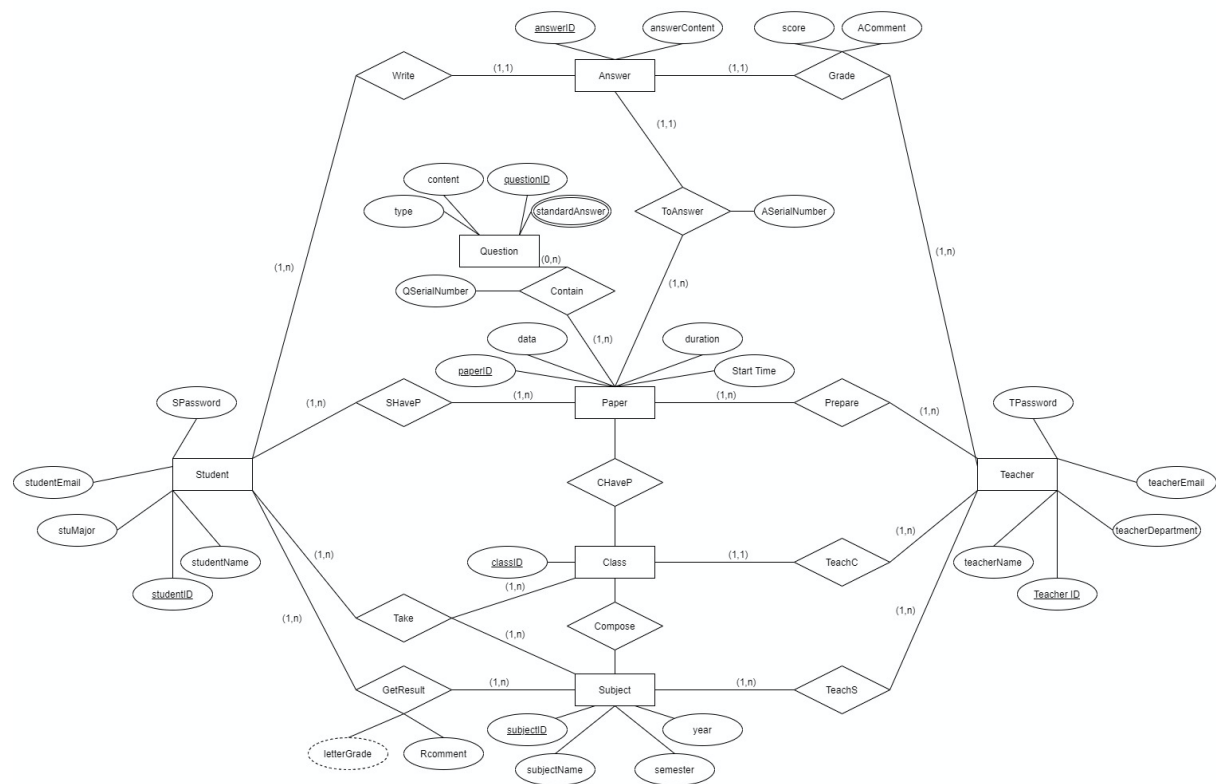 answerID
answerContent
score
AComment
Write
(1,1)
Answer
(1,1)
Grade
(1,1)
content
questionID
type
standardAnswer
ToAnswer
ASerialNumber
Question
(0,n)
(1,n)
(1,n)
QSerialNumber
Contain
(1,n)
(1,n)
data
duration
paperID
Start Time
SPassword
(1,n)
SHaveP
(1,n)
Paper
(1,n)
Prepare
(1,n)
TPassword
studentEmail
Student
CHaveP
Teacher
teacherEmail
stuMajor
studentName
(1,n)
classID
Class
(1,1)
TeachC
(1,n)
teacherName
teacherDepartment
studentID
(1,n)
Teacher ID
(1,n)
Take
(1,n)
Compose
(1,n)
GetResult
(1,n)
Subject
(1,n)
TeachS
letterGrade
Rcomment
subjectID
year
subjectName
semester